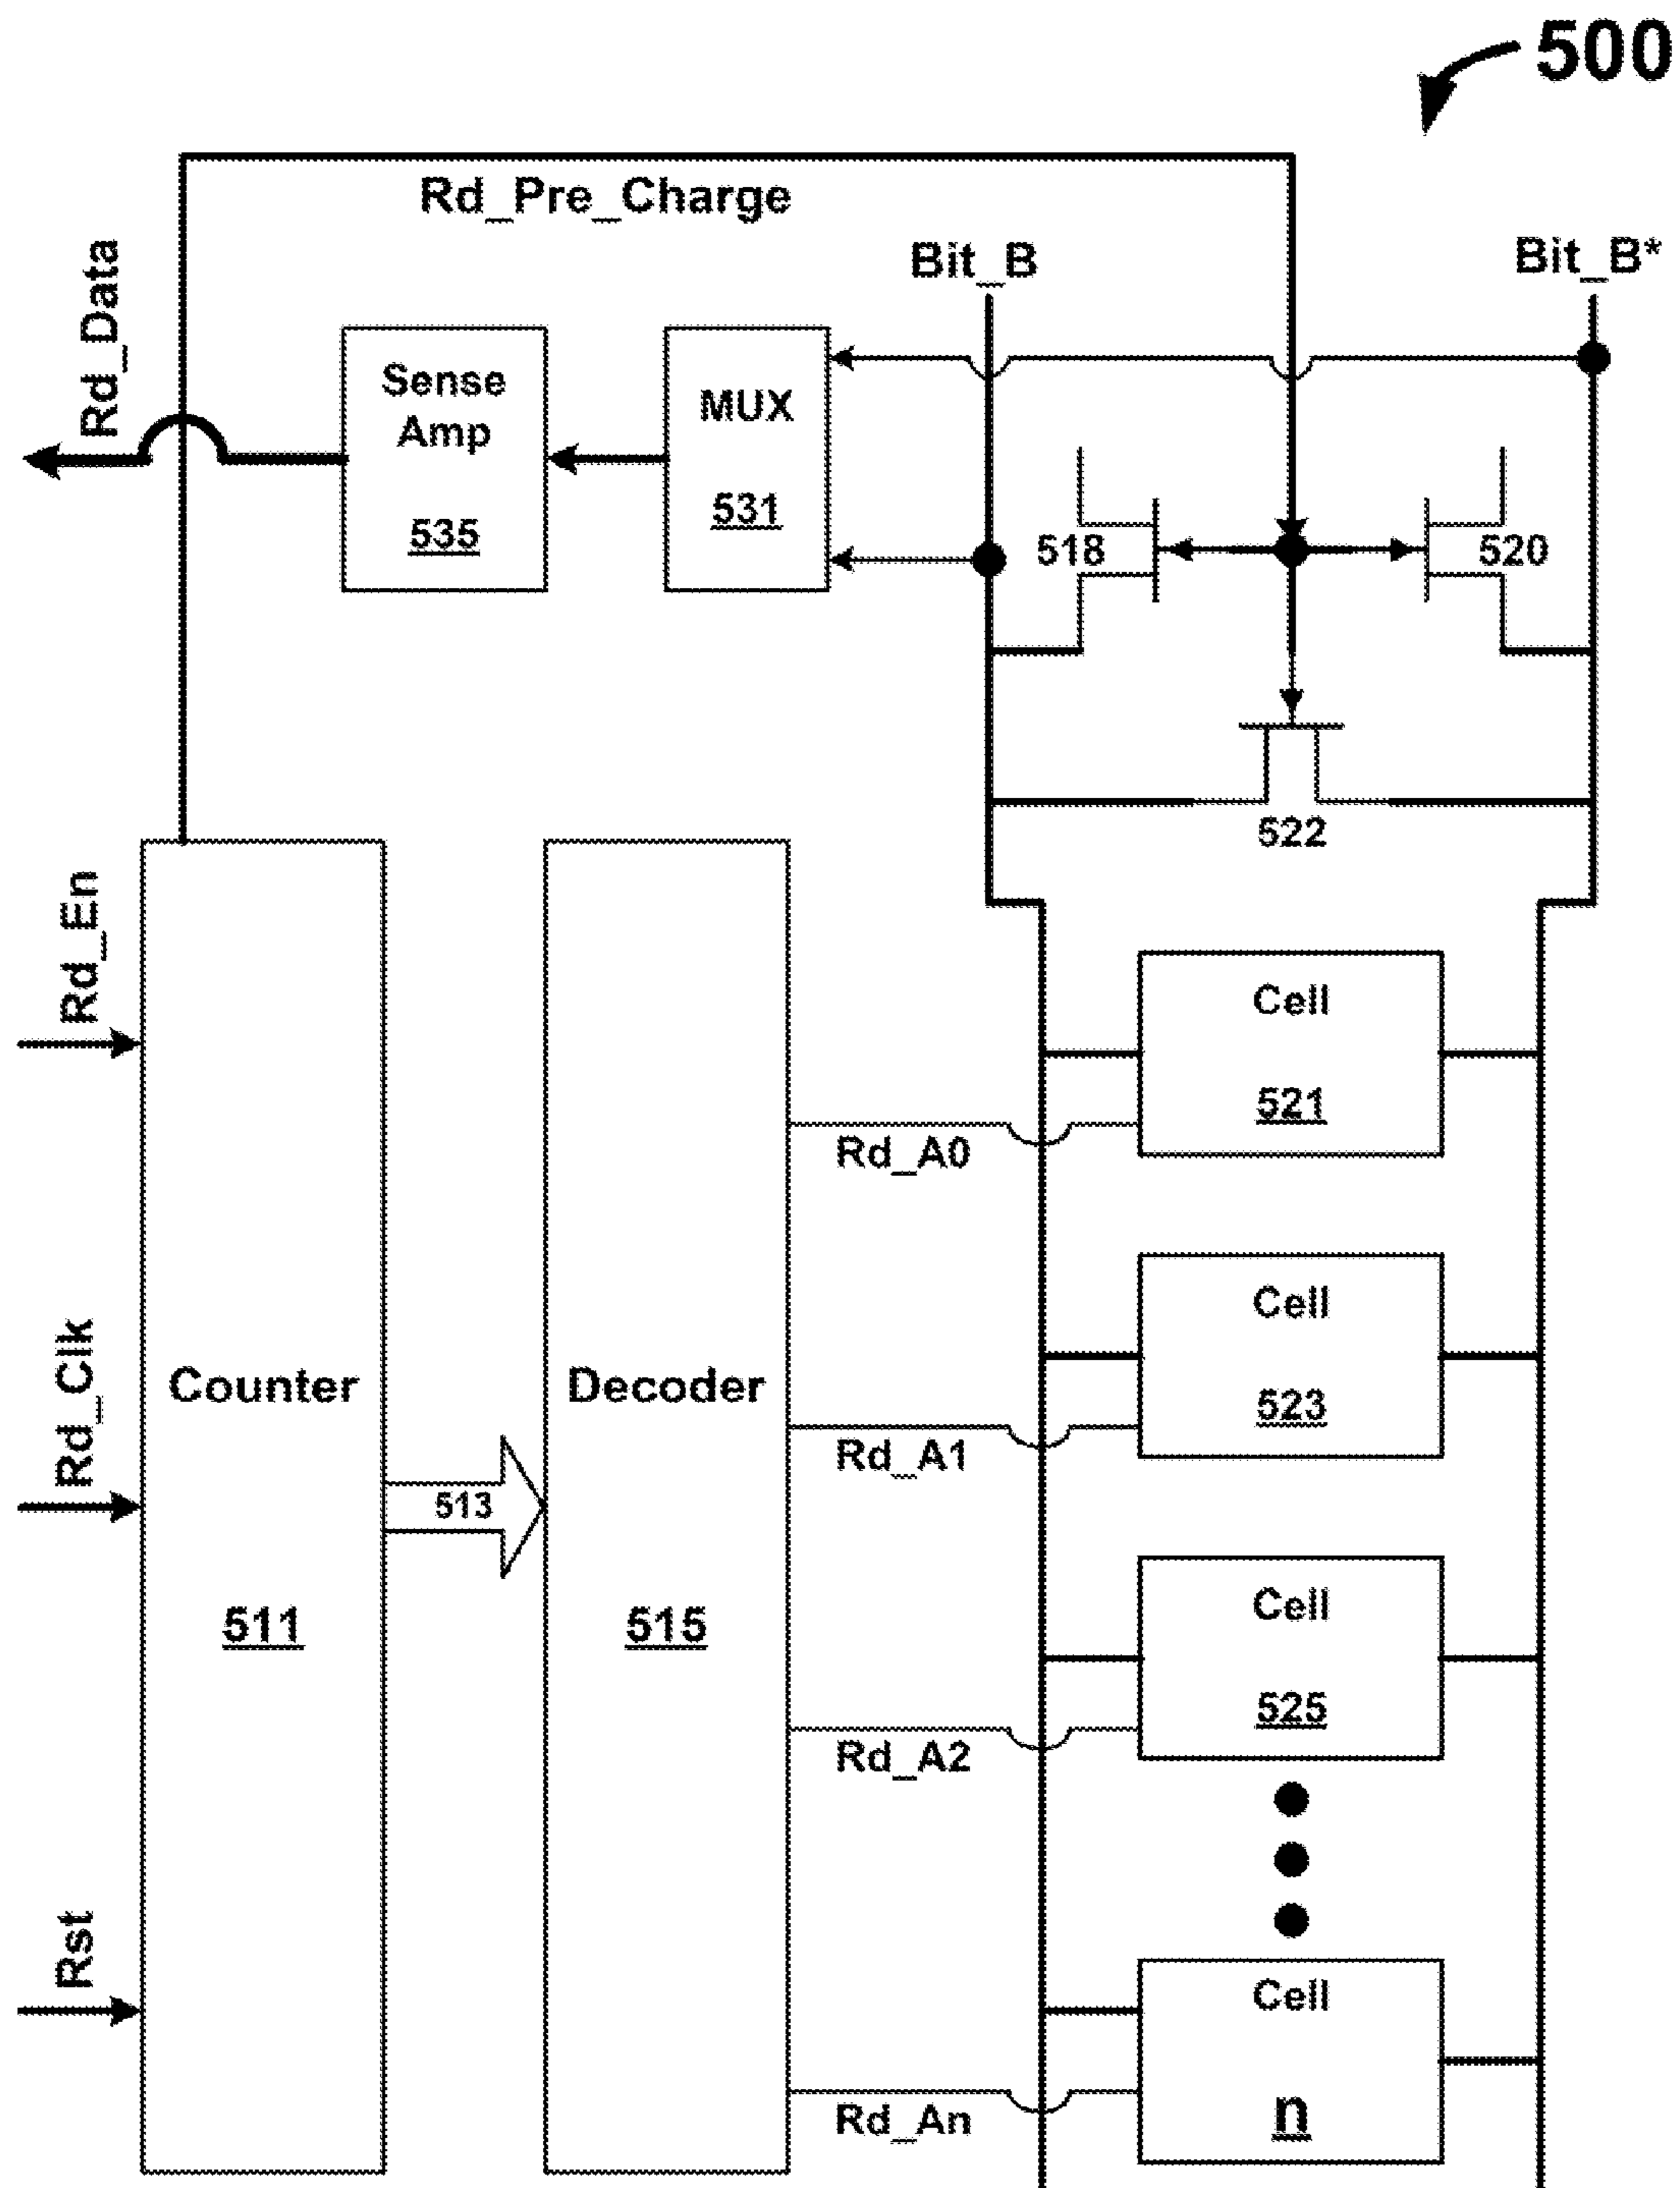 500
Rd_Pre_Charge
Rd_Data
Bit_B
Bit_B*
Sense
Amp
535
MUX
531
518
520
522
Rd_En
Rd_Clk
Rst
Counter
511
513
Decoder
515
Cell
521
Rd_A0
Cell
523
Rd_A1
Cell
525
Rd_A2
Cell
n
Rd_An